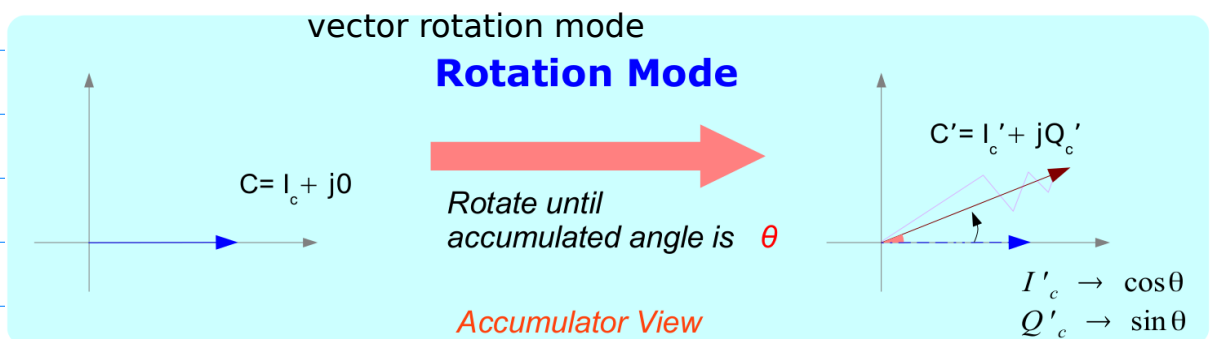 vector rotation mode
Rotation Mode
C= I_c + j0
Rotate until
accumulated angle is θ
Accumulator View
C′= I_c′+ jQ_c′
I′_c → cosθ
Q′_c → sinθ